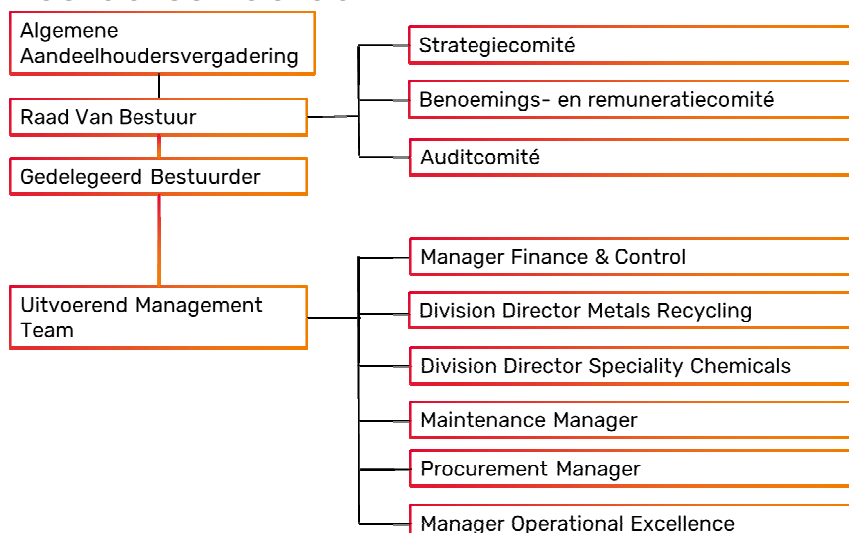 Algemene
Aandeelhoudersvergadering
Raad Van Bestuur
Gedelegeerd Bestuurder
Uitvoerend Management
Team
Strategiecomité
Benoemings- en remuneratiecomité
Auditcomité
Manager Finance & Control
Division Director Metals Recycling
Division Director Speciality Chemicals
Maintenance Manager
Procurement Manager
Manager Operational Excellence